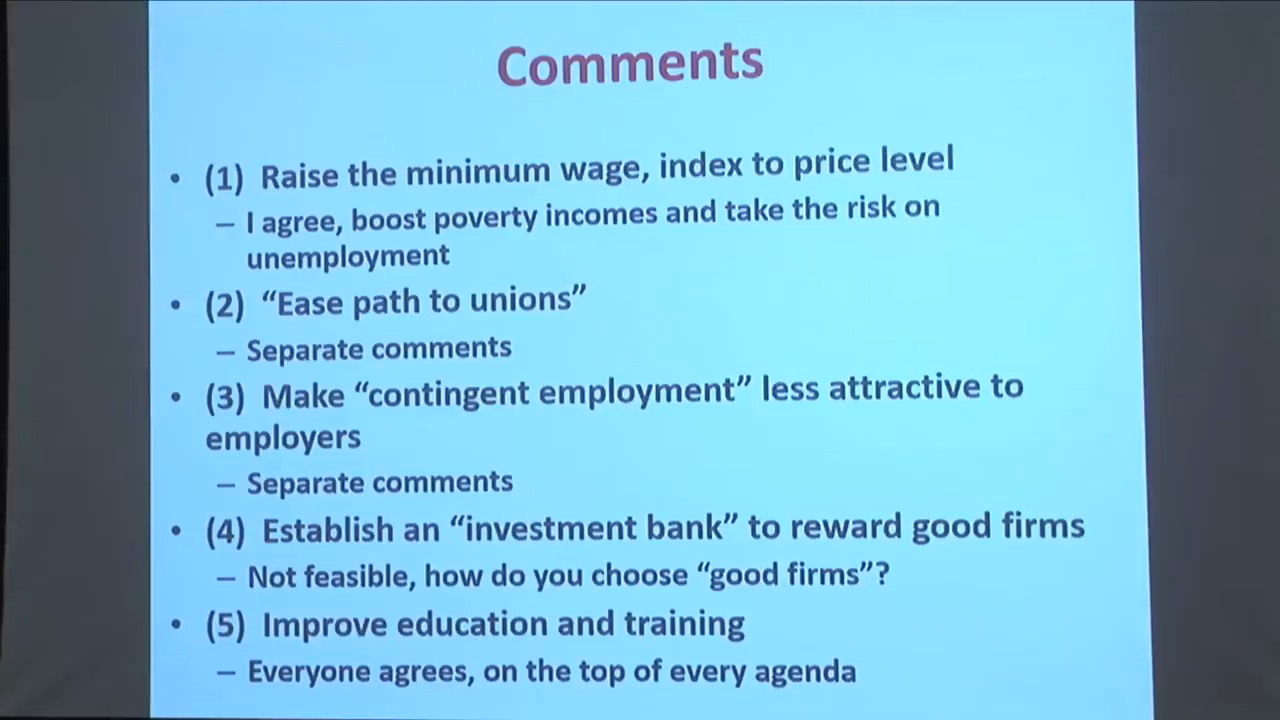 Comments
• (1) Raise the minimum wage, index to price level
– I agree, boost poverty incomes and take the risk on
unemployment
• (2) “Ease path to unions”
– Separate comments
• (3) Make “contingent employment” less attractive to
employers
– Separate comments
• (4) Establish an “investment bank” to reward good firms
– Not feasible, how do you choose “good firms”?
• (5) Improve education and training
– Everyone agrees, on the top of every agenda